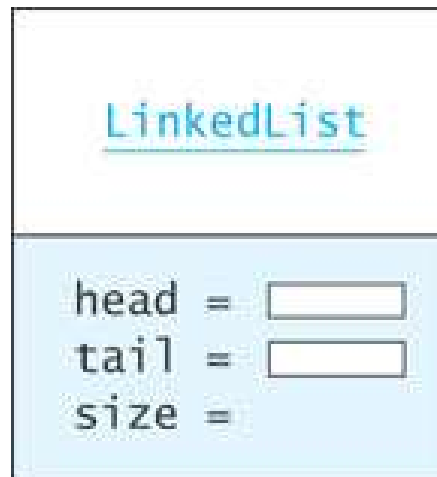 LinkedList
head =
tail =
size =